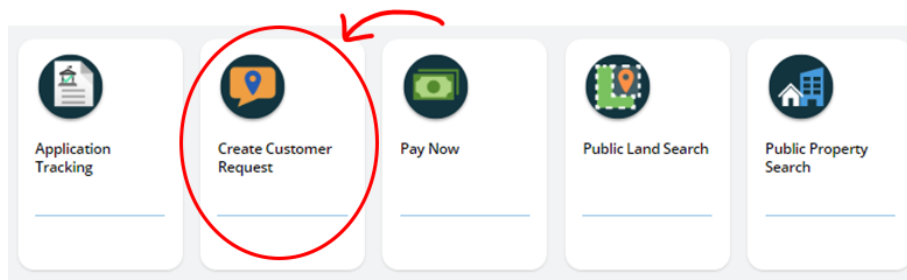 Application
Tracking
Create Customer
Request
Pay Now
Public Land Search
Public Property
Search